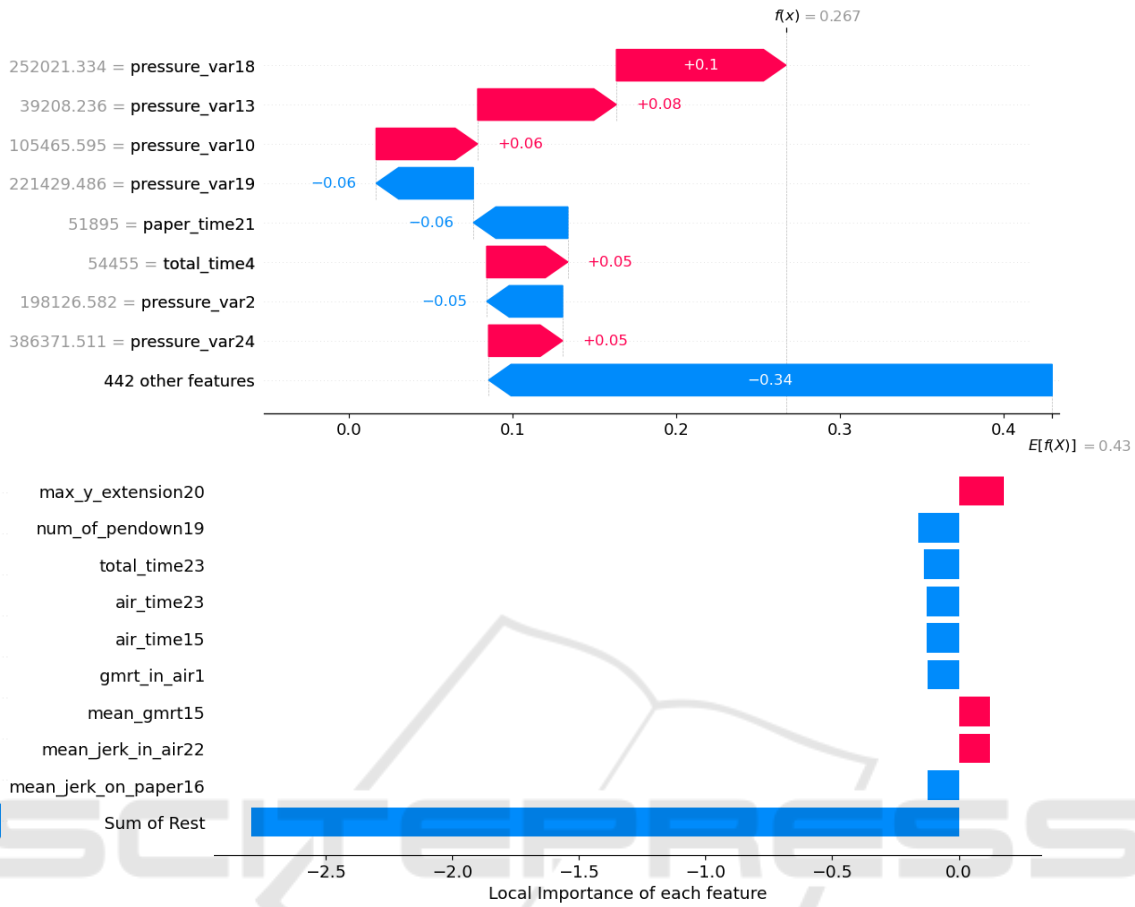 f(x) = 0.267
252021.334 = pressure_var18
+0.1
39208.236 = pressure_var13
+0.08
105465.595 = pressure_var10
+0.06
221429.486 = pressure_var19
−0.06
51895 = paper_time21
−0.06
54455 = total_time4
+0.05
198126.582 = pressure_var2
−0.05
386371.511 = pressure_var24
+0.05
442 other features
−0.34
0.0 0.1 0.2 0.3 0.4
E[f(X)] = 0.43
max_y_extension20
num_of_pendown19
total_time23
air_time23
air_time15
gmrt_in_air1
mean_gmrt15
mean_jerk_in_air22
mean_jerk_on_paper16
Sum of Rest
SCITEPRESS
−2.5 −2.0 −1.5 −1.0 −0.5 0.0
Local Importance of each feature